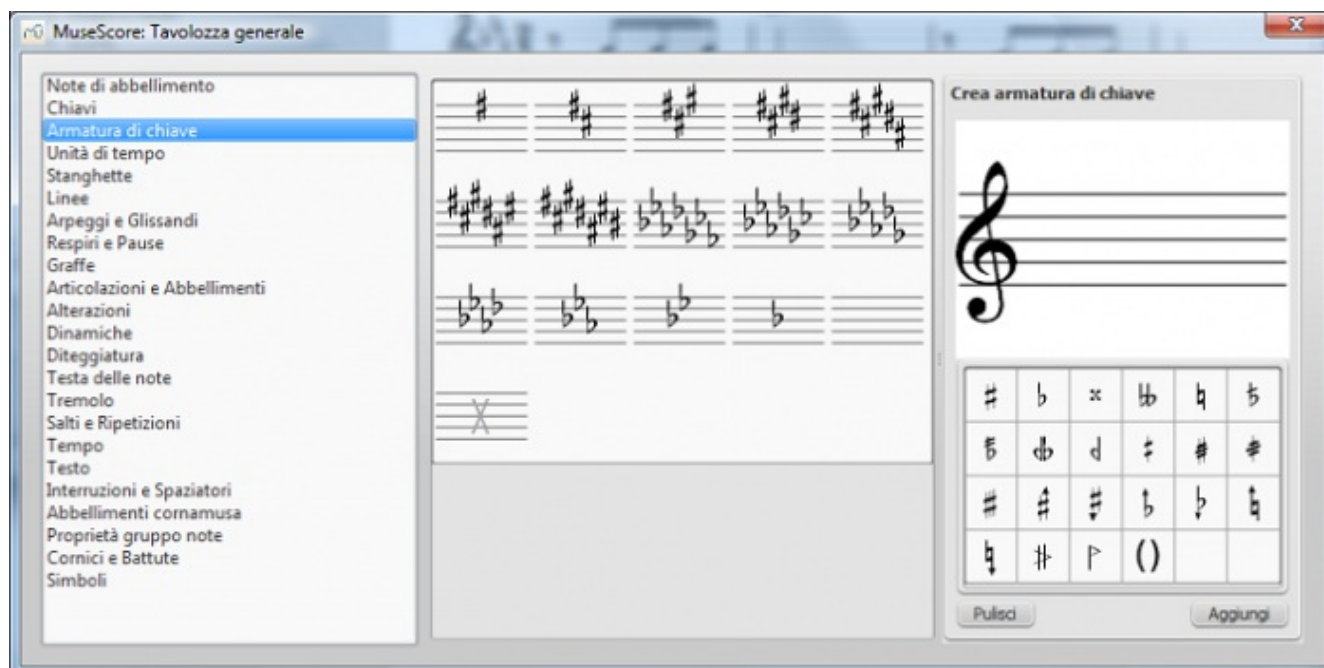 MuseScore: Tavolozza generale
Note di abbellimento
Chiavi
Armatura di chiave
Unità di tempo
Stanghette
Linee
Arpeggi e Glissandi
Respiri e Pause
Graffe
Articolazioni e Abbellimenti
Alterazioni
Dinamiche
Diteggiatura
Testa delle note
Tremolo
Salti e Ripetizioni
Tempo
Testo
Interruzioni e Spaziatori
Abbellimenti cornamusa
Proprietà gruppo note
Cornici e Battute
Simboli
Crea armatura di chiave
Pulisci
Aggiungi